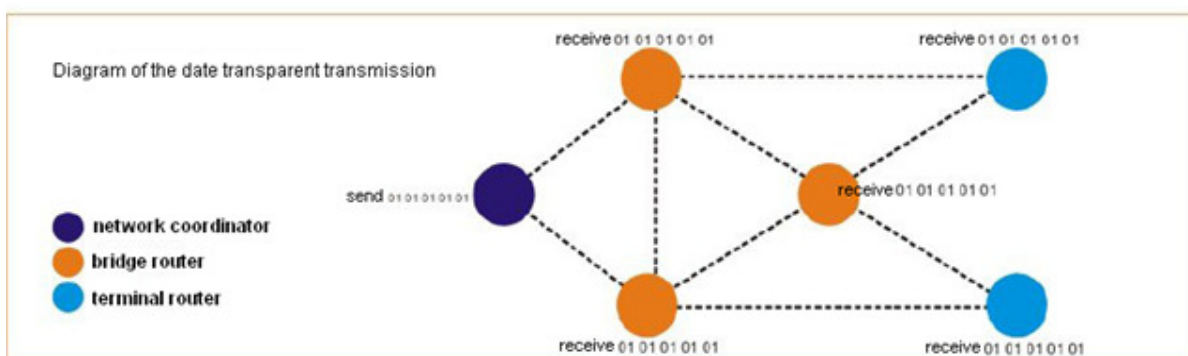 receive 01 01 01 01 01
receive 01 01 01 01 01
Diagram of the date transparent transmission
send 01 01 01 01 01
receive 01 01 01 01 01
network coordinator
bridge router
terminal router
receive 01 01 01 01 01
receive 01 01 01 01 01